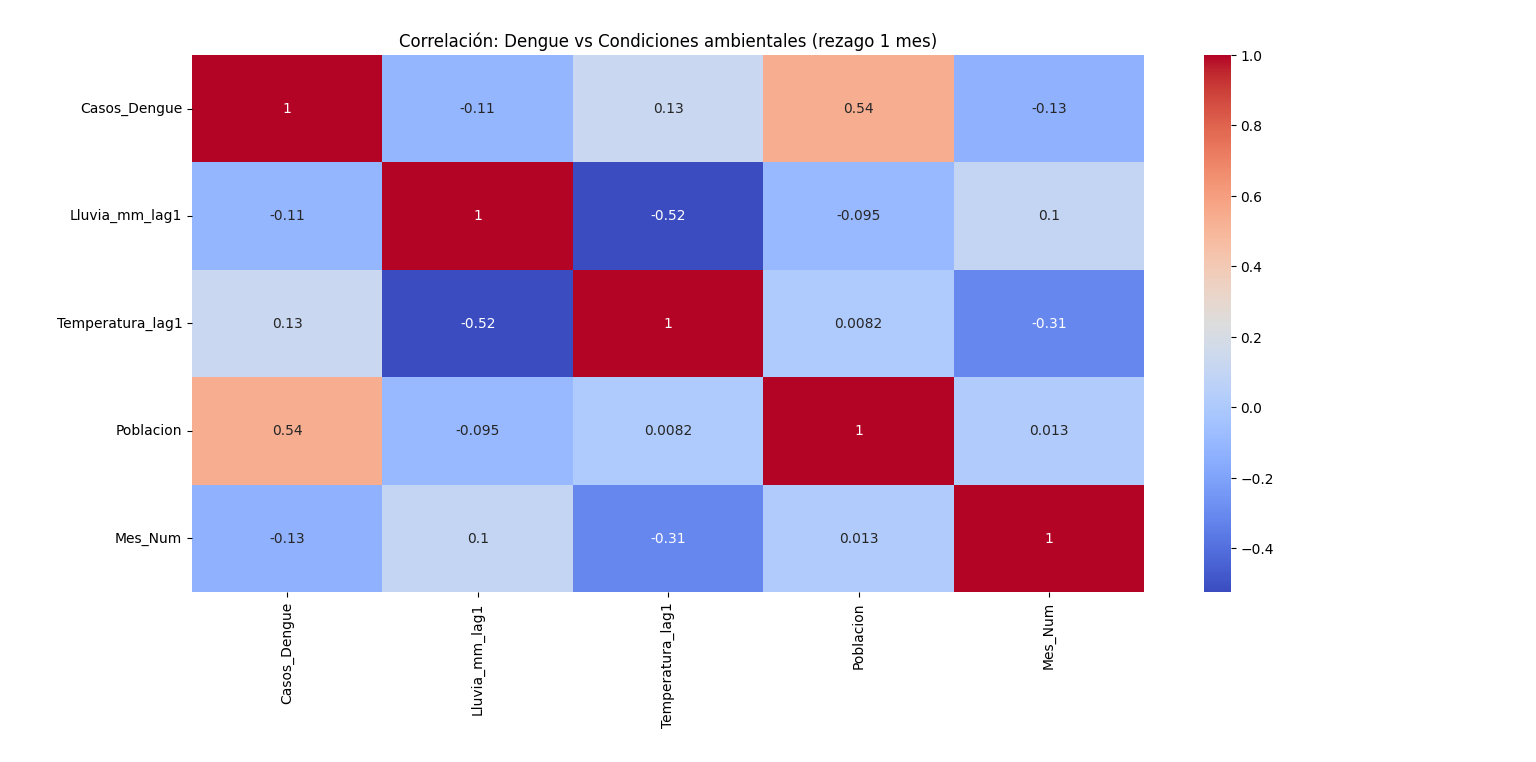 Correlación: Dengue vs Condiciones ambientales (rezago 1 mes)
Casos_Dengue 1 -0.11 0.13 0.54 -0.13
Lluvia_mm_lag1 -0.11 1 -0.52 -0.095 0.1
Temperatura_lag1 0.13 -0.52 1 0.0082 -0.31
Poblacion 0.54 -0.095 0.0082 1 0.013
Mes_Num -0.13 0.1 -0.31 0.013 1
Casos_Dengue
Lluvia_mm_lag1
Temperatura_lag1
Poblacion
Mes_Num
1.0
0.8
0.6
0.4
0.2
0.0
−0.2
−0.4